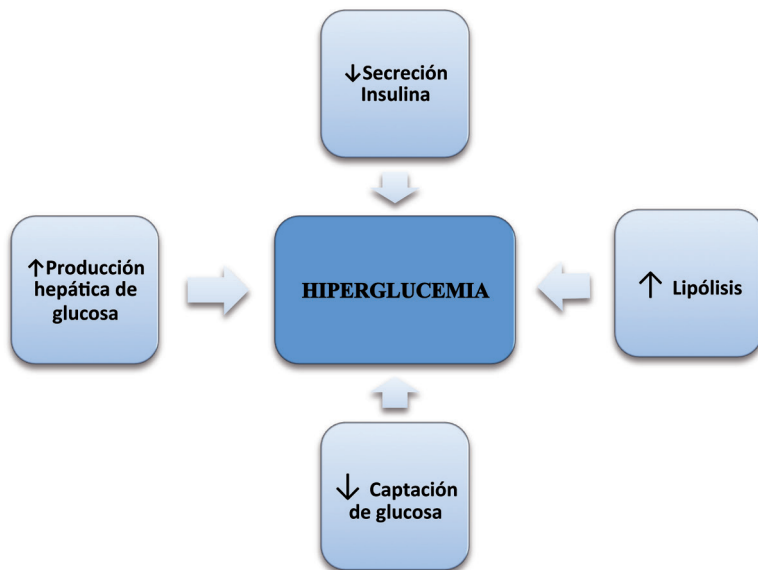 ↓Secreción
Insulina
↑Producción
hepática de
glucosa
HIPERGLUCEMIA
↑ Lipólisis
↓ Captación
de glucosa